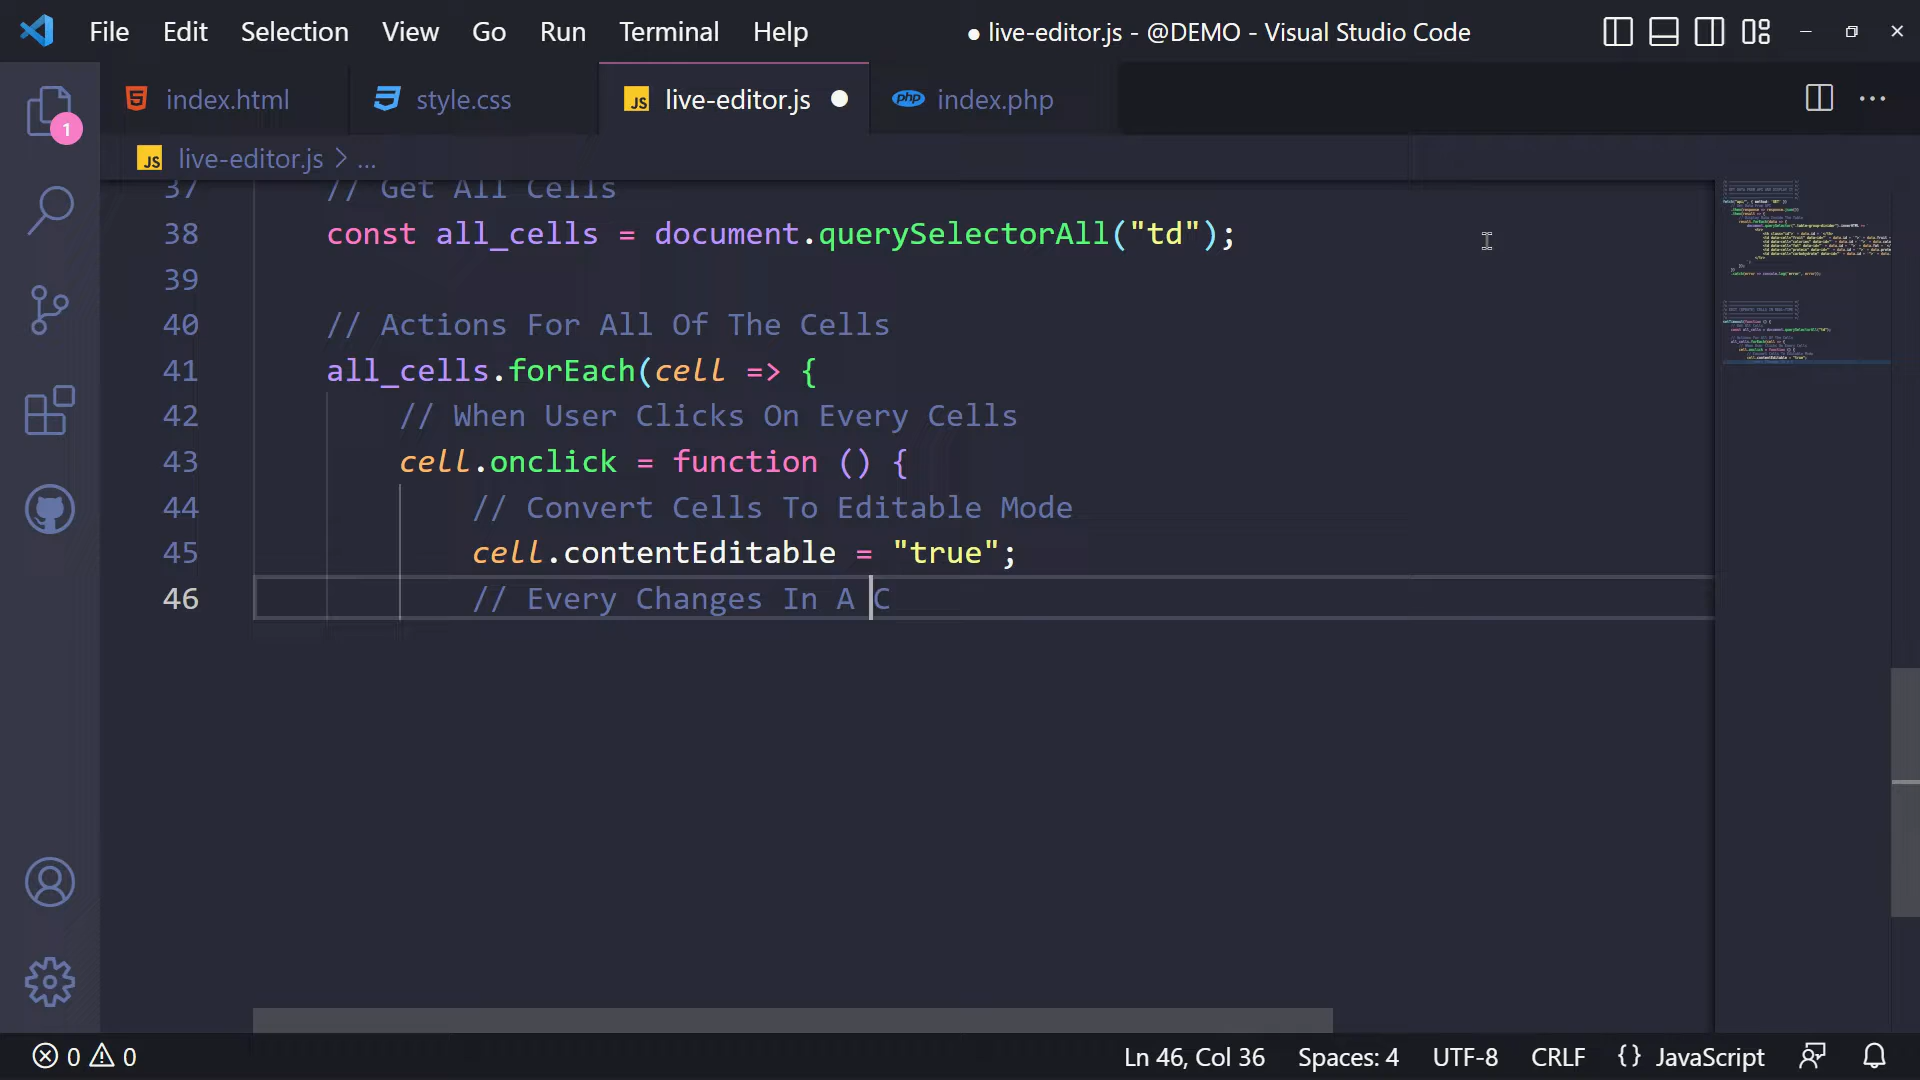 File Edit Selection View Go Run Terminal Help ● live-editor.js - @DEMO - Visual Studio Code
index.html style.css JS live-editor.js php index.php
1
JS live-editor.js > ...
37 // Get All Cells
38 const all_cells = document.querySelectorAll("td");
39
40 // Actions For All Of The Cells
41 all_cells.forEach(cell => {
42 // When User Clicks On Every Cells
43 cell.onclick = function () {
44 // Convert Cells To Editable Mode
45 cell.contentEditable = "true";
46 // Every Changes In A C
0 0 Ln 46, Col 36 Spaces: 4 UTF-8 CRLF {} JavaScript